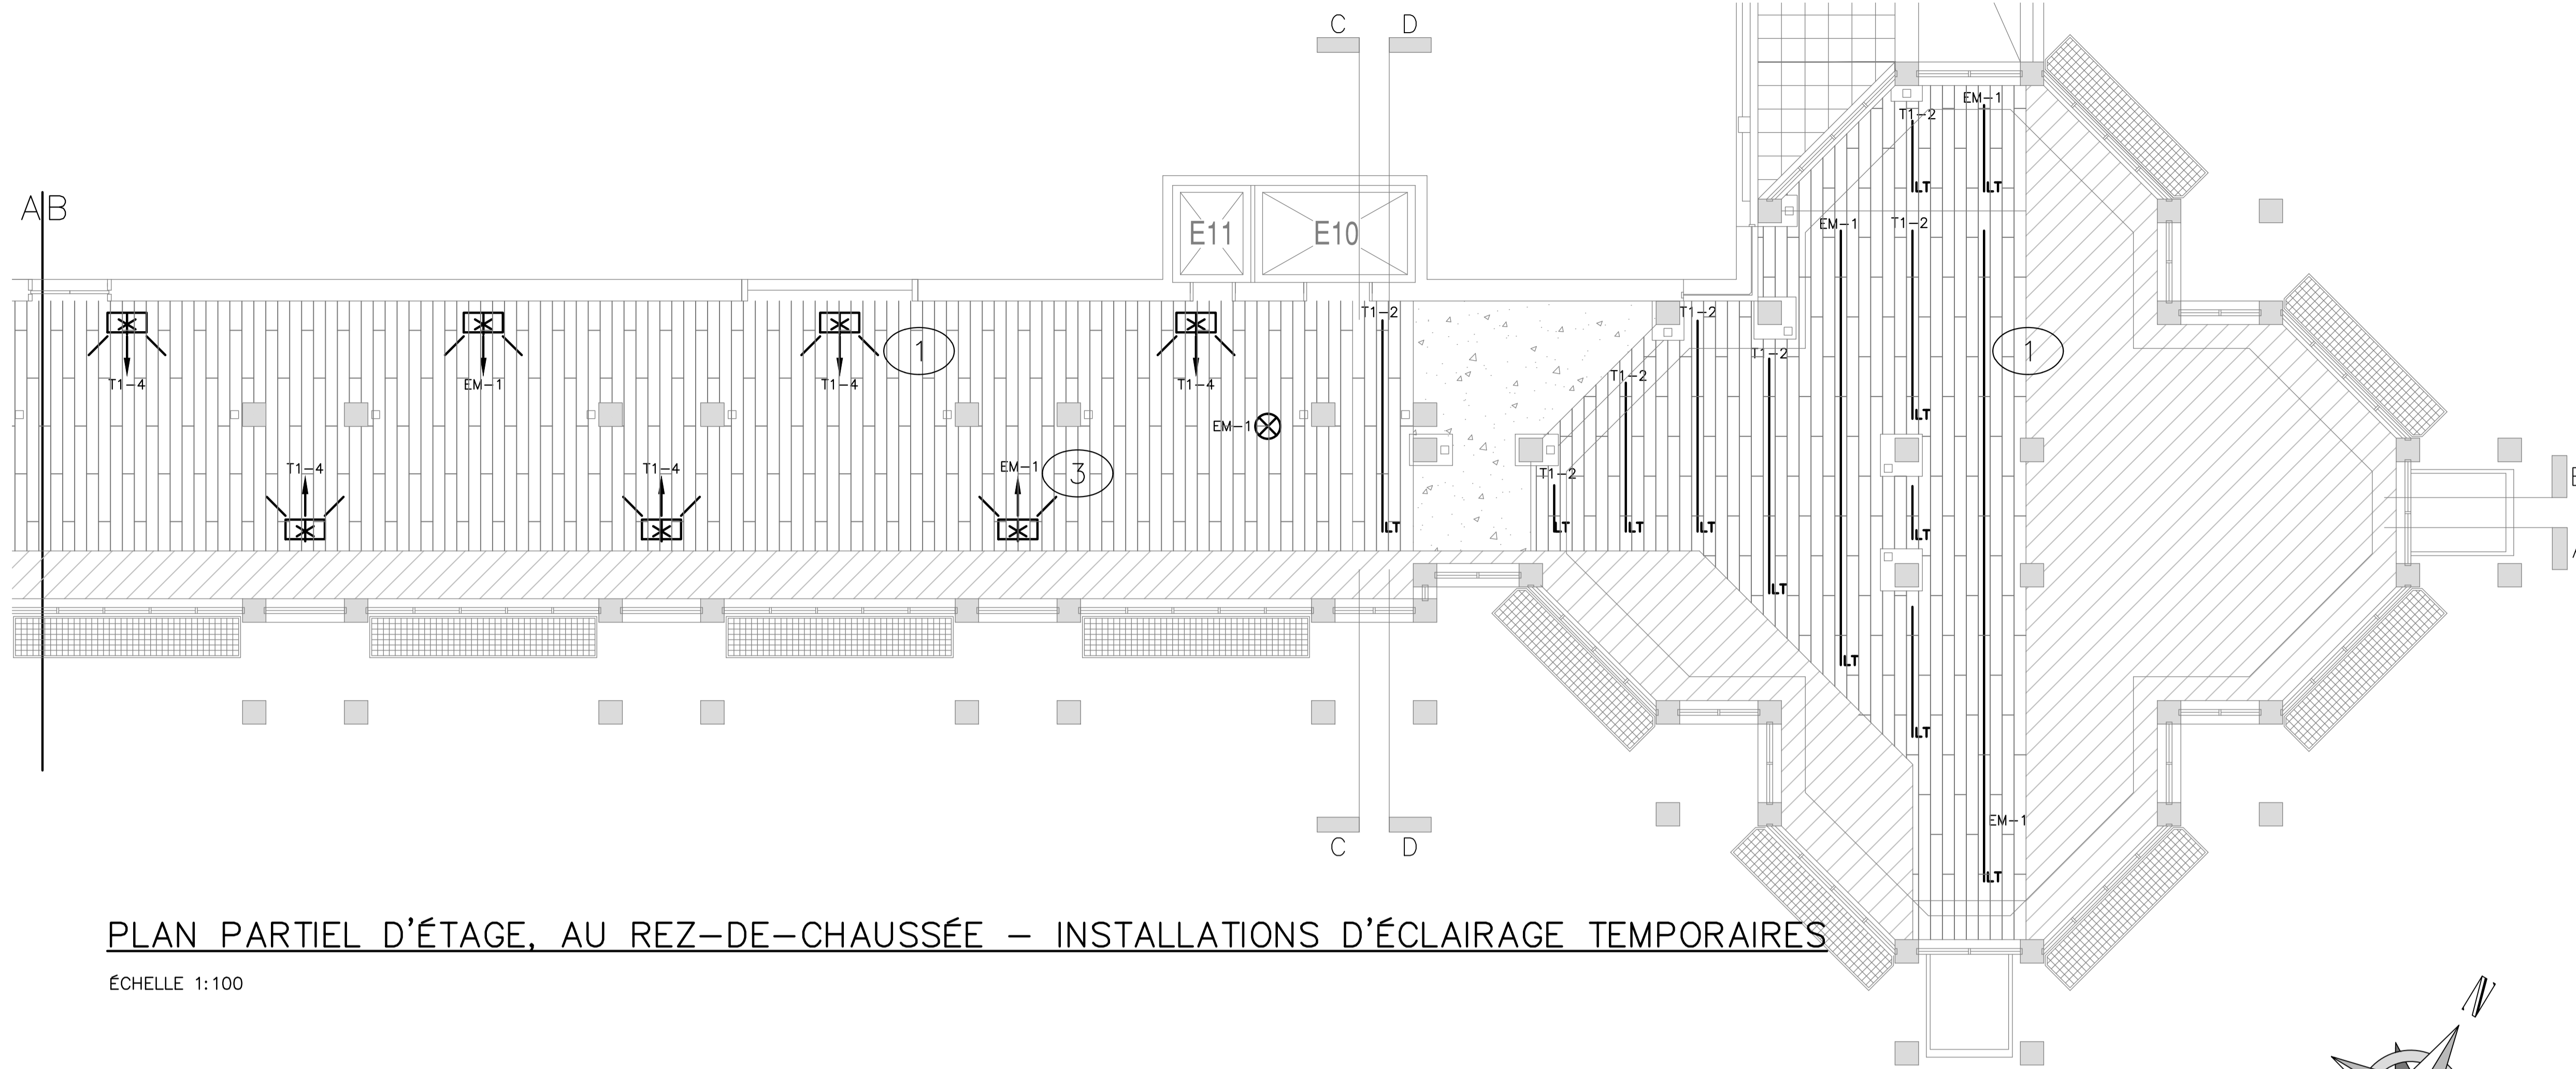 C D
EM-1
T1-2
LT LT
A B
E11 E10
EM-1 T1-2
T1-2 T1-2
1 1
T1-2
T1-2
T1-4 EM-1 T1-4 T1-4
LT
EM-1
T1-4 T1-4 EM-1 3 T1-2
LT LT LT LT LT
LT
LT
LT
EM-1
C D
LT
PLAN PARTIEL D'ÉTAGE, AU REZ-DE-CHAUSSÉE – INSTALLATIONS D'ÉCLAIRAGE TEMPORAIRES
ÉCHELLE 1:100
N